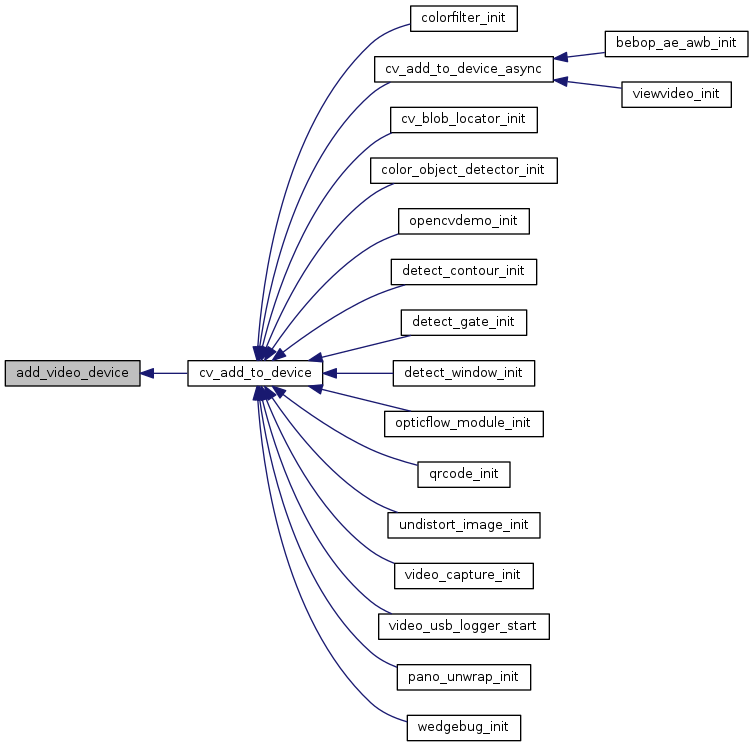 colorfilter_init
bebop_ae_awb_init
cv_add_to_device_async
viewvideo_init
cv_blob_locator_init
color_object_detector_init
opencvdemo_init
detect_contour_init
detect_gate_init
add_video_device
cv_add_to_device
detect_window_init
opticflow_module_init
qrcode_init
undistort_image_init
video_capture_init
video_usb_logger_start
pano_unwrap_init
wedgebug_init